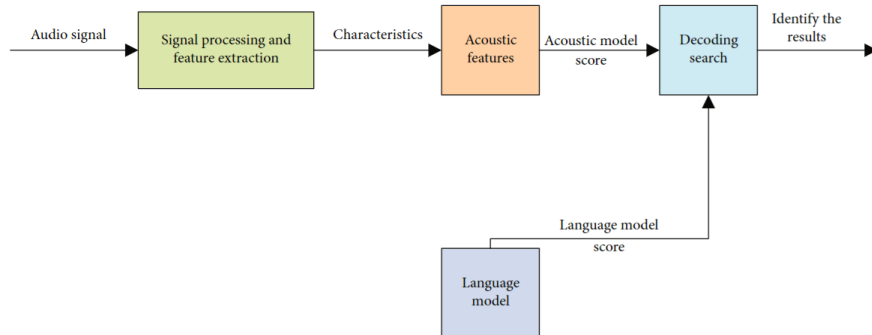 Audio signal
Signal processing and
feature extraction
Characteristics
Acoustic
features
Acoustic model
score
Decoding
search
Identify the
results
Language model
score
Language
model